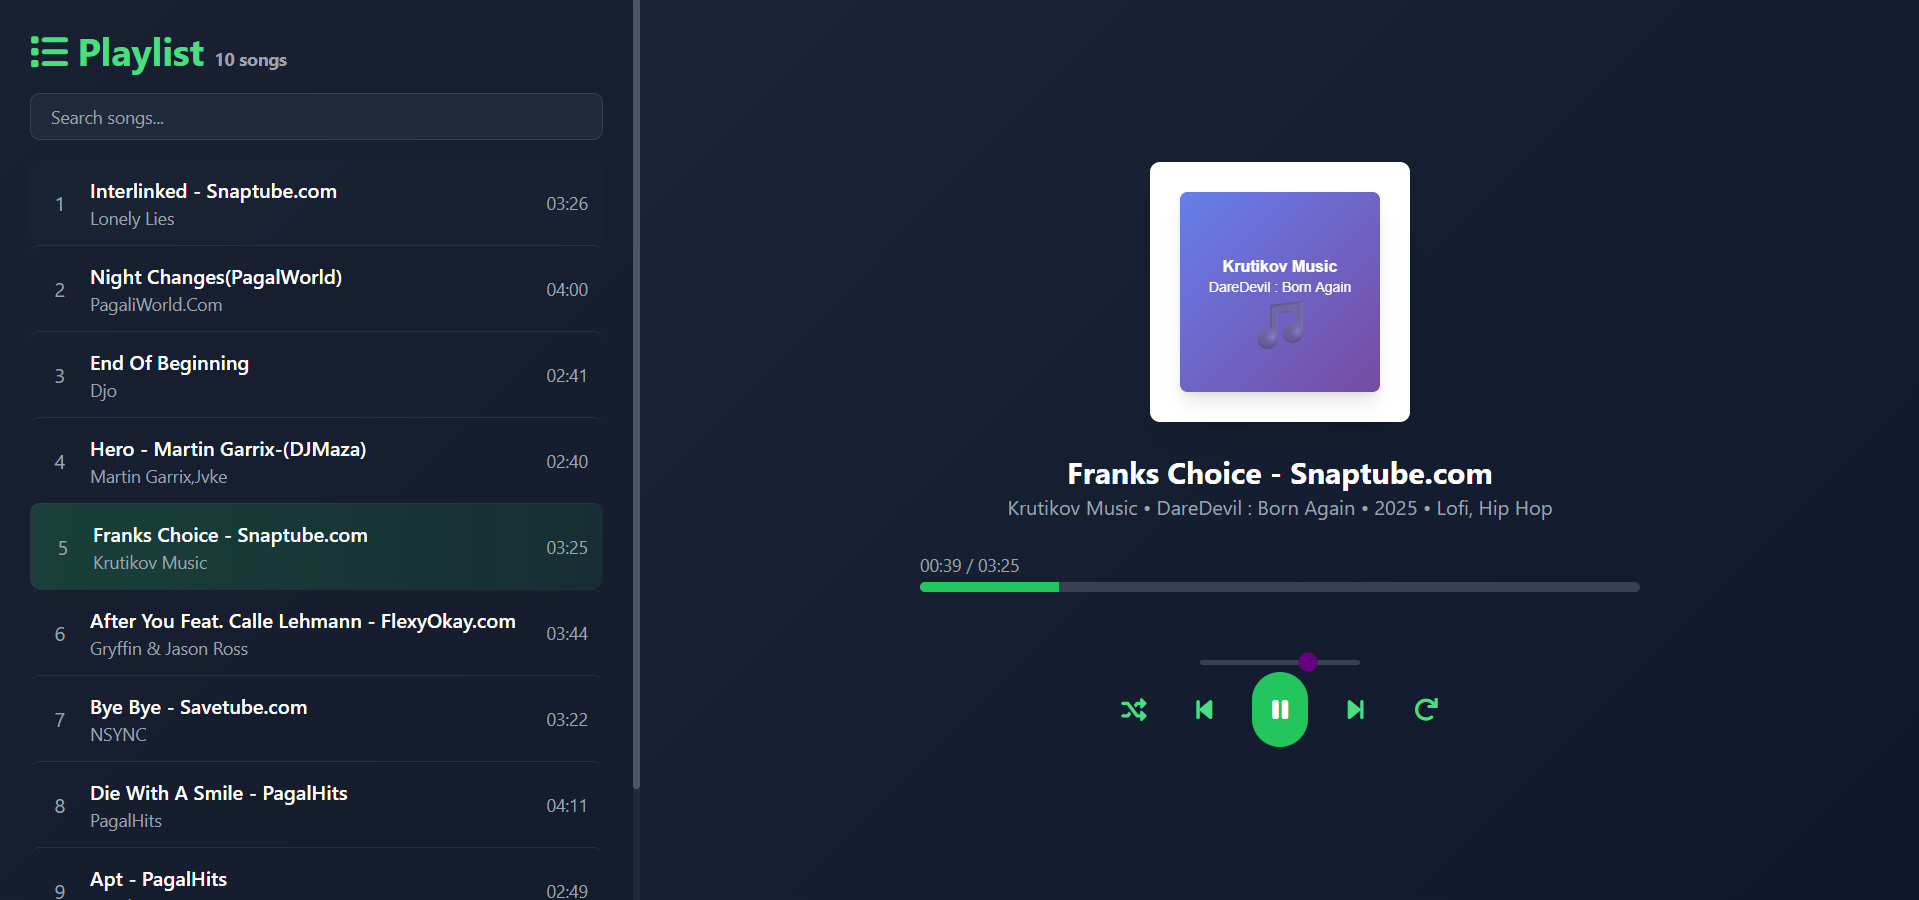 Playlist 10 songs
Search songs...
1
Interlinked - Snaptube.com
Lonely Lies
03:26
2
Night Changes(PagalWorld)
PagaliWorld.Com
04:00
3
End Of Beginning
Djo
02:41
4
Hero - Martin Garrix-(DJMaza)
Martin Garrix,Jvke
02:40
5
Franks Choice - Snaptube.com
Krutikov Music
03:25
6
After You Feat. Calle Lehmann - FlexyOkay.com
Gryffin & Jason Ross
03:44
7
Bye Bye - Savetube.com
NSYNC
03:22
8
Die With A Smile - PagalHits
PagalHits
04:11
9
Apt - PagalHits
02:49
Krutikov Music
DareDevil : Born Again
Franks Choice - Snaptube.com
Krutikov Music • DareDevil : Born Again • 2025 • Lofi, Hip Hop
00:39 / 03:25